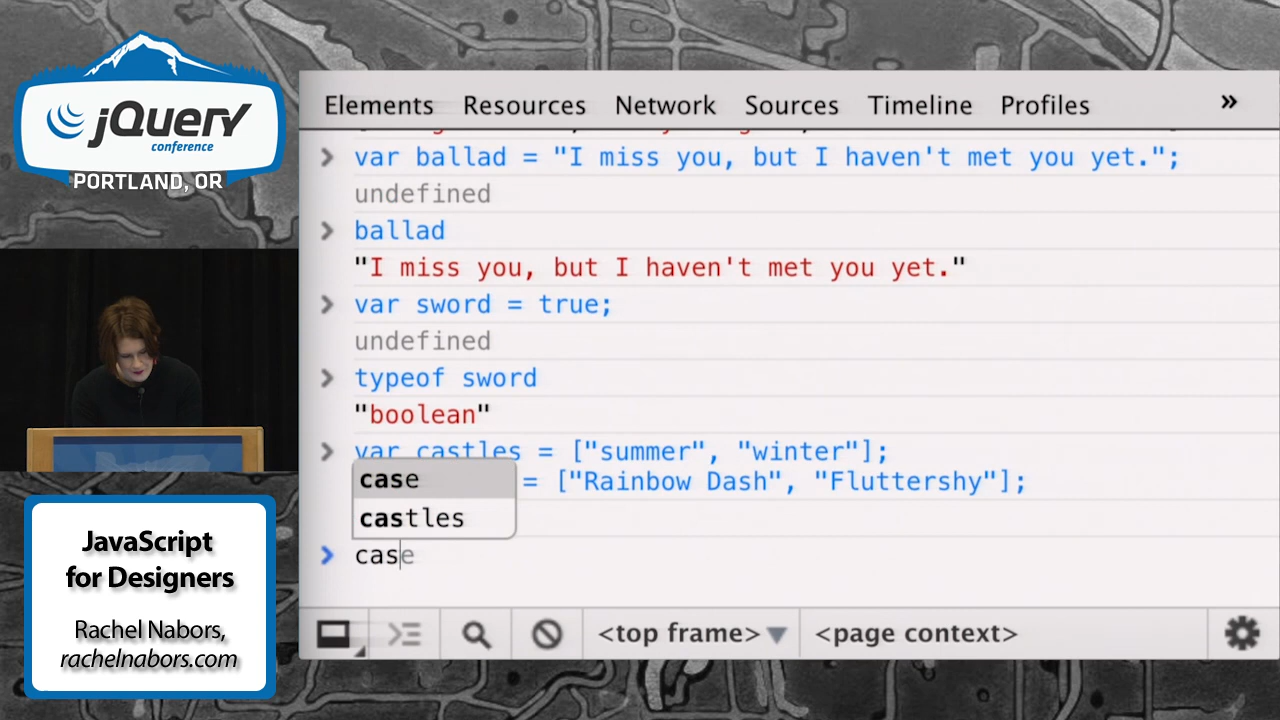 jQuery
conference
PORTLAND, OR
JavaScript
for Designers
Rachel Nabors,
rachelnabors.com
Elements Resources Network Sources Timeline Profiles »
> var ballad = "I miss you, but I haven't met you yet.";
undefined
> ballad
"I miss you, but I haven't met you yet."
> var sword = true;
undefined
> typeof sword
"boolean"
> var castles = ["summer", "winter"];
= ["Rainbow Dash", "Fluttershy"];
case
castles
> case
<top frame> <page context>